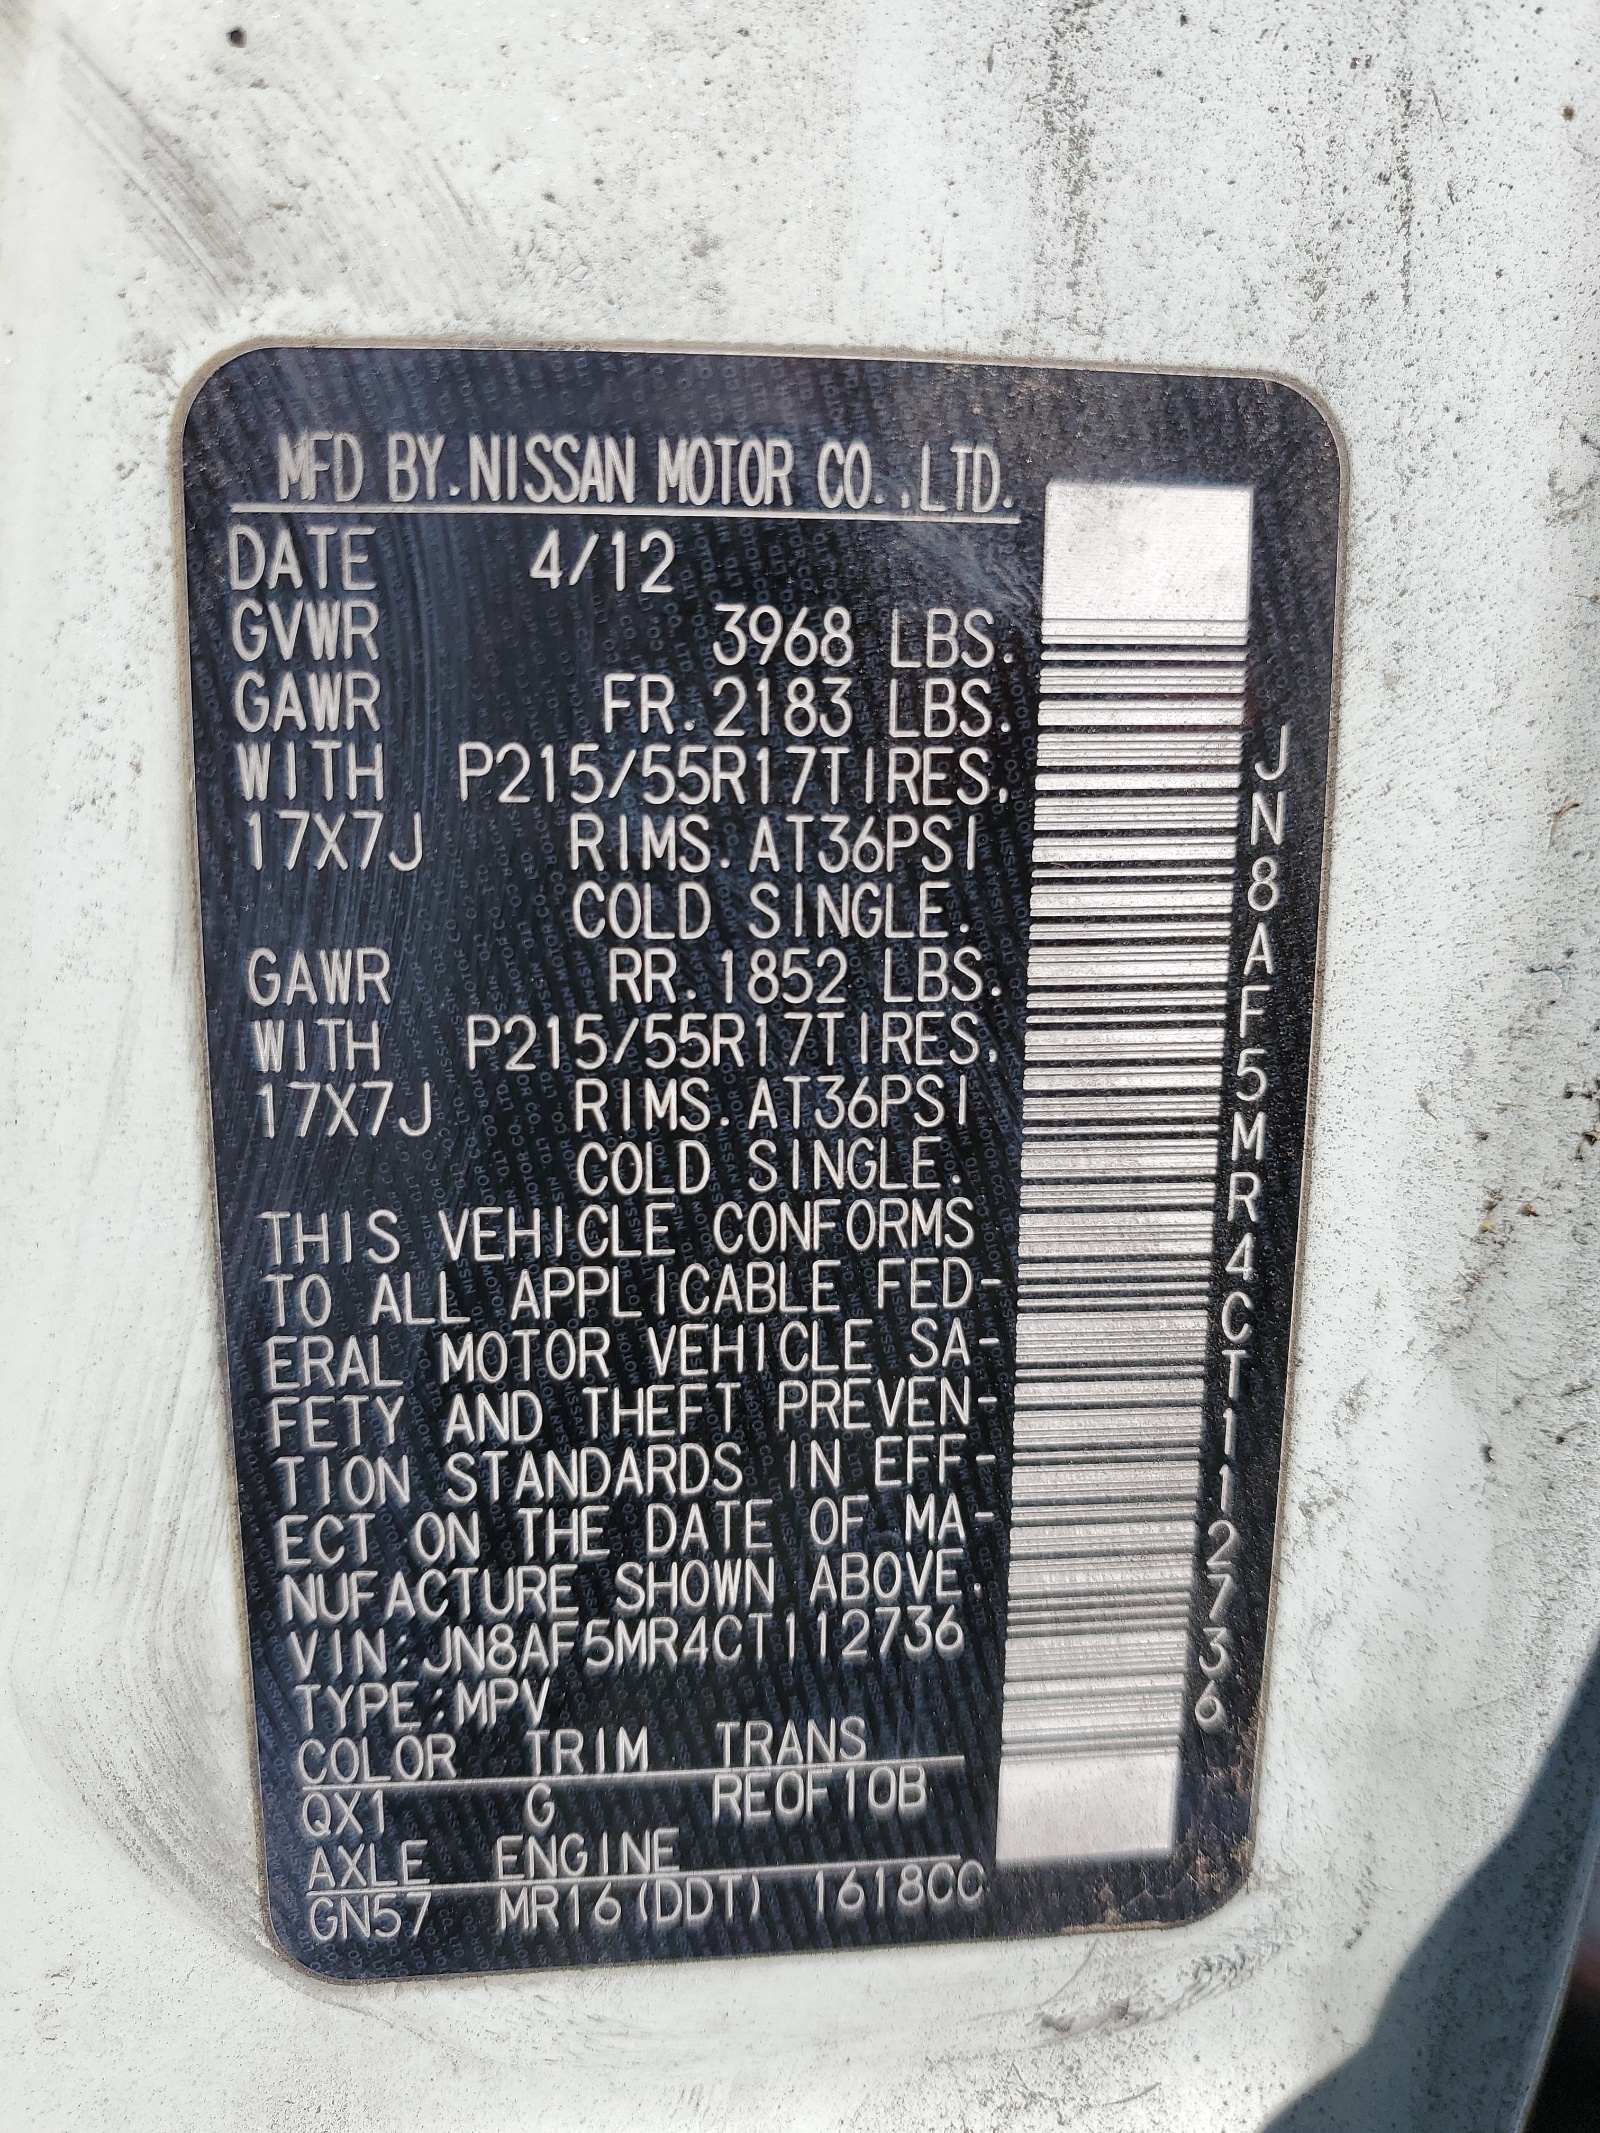 MFD BY.NISSAN MOTOR CO.,LTD.
DATE 4/12
GVWR 3968 LBS.
GAWR FR.2183 LBS.
WITH P215/55R17TIRES,
17X7J RIMS.AT36PSI
COLD SINGLE.
GAWR RR.1852 LBS.
WITH P215/55R17TIRES,
17X7J RIMS.AT36PSI
COLD SINGLE.
THIS VEHICLE CONFORMS
TO ALL APPLICABLE FED-
ERAL MOTOR VEHICLE SA-
FETY AND THEFT PREVEN-
TION STANDARDS IN EFF-
ECT ON THE DATE OF MA-
NUFACTURE SHOWN ABOVE.
VIN:JN8AF5MR4CT112736
TYPE:MPV
COLOR TRIM TRANS
QX1 G RE0F10B
AXLE ENGINE
GN57 MR16(DDT) 1618CC
JN8AF5MR4CT112736